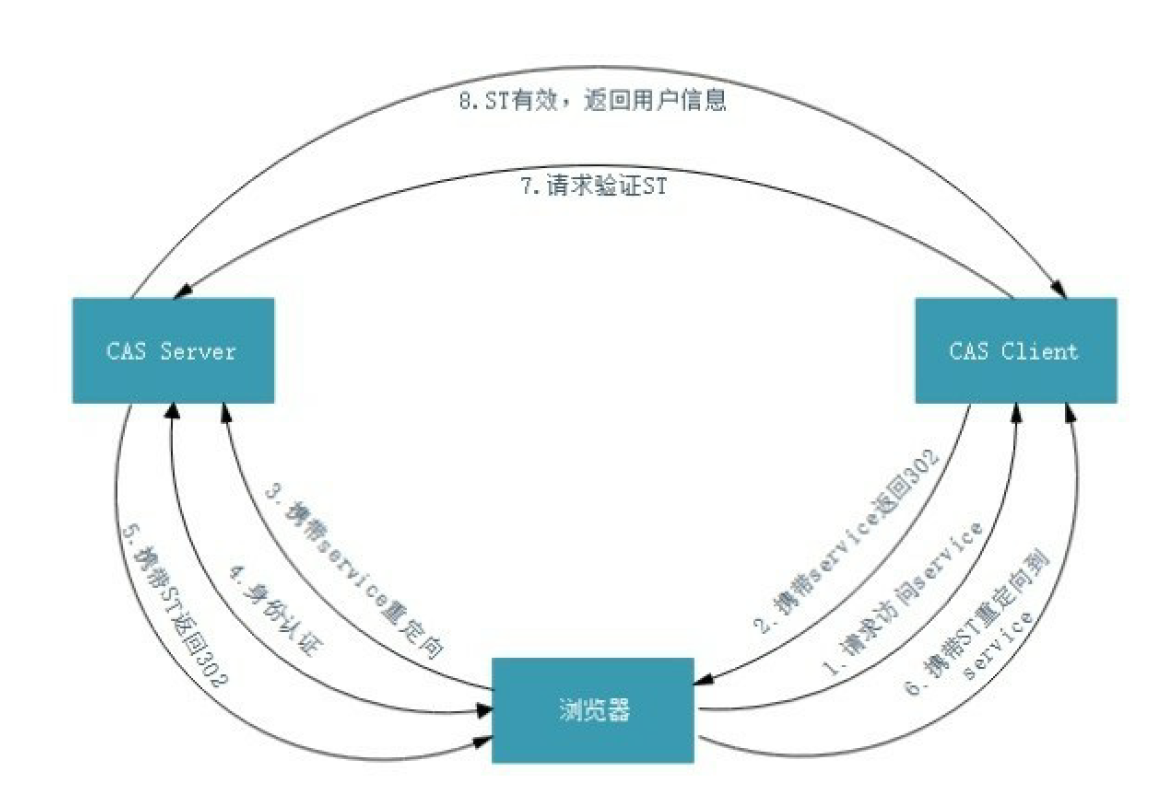 8.ST有效，返回用户信息
7.请求验证ST
CAS Server
CAS Client
3.携带service重定向
4.身份认证
5.携带ST返回302
2.携带service返回302
1.请求访问service
6.携带ST重定向到
service
浏览器